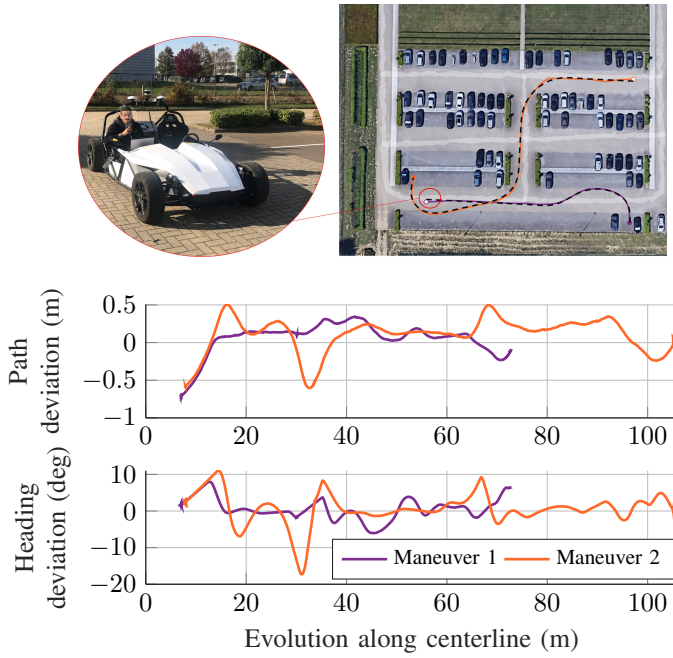 0.5
0
−0.5
−1
Path
deviation (m)
0 20 40 60 80 100
10
0
−10
−20
Heading
deviation (deg)
Maneuver 1 Maneuver 2
0 20 40 60 80 100
Evolution along centerline (m)